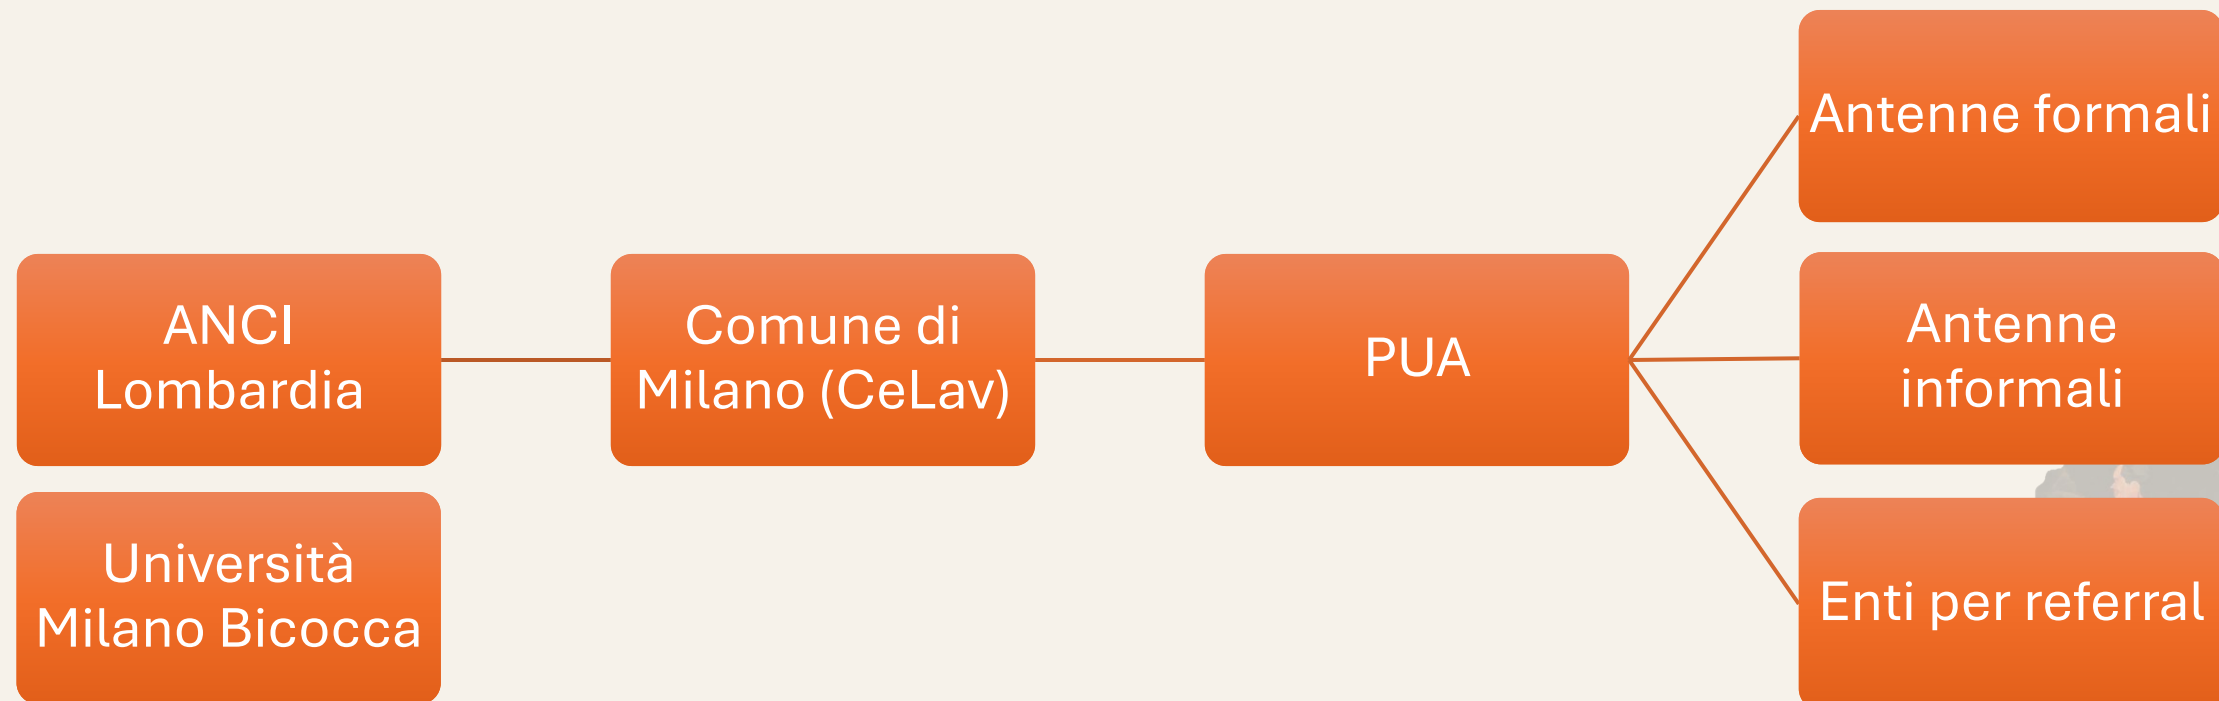 ANCI
Lombardia
Università
Milano Bicocca
Comune di
Milano (CeLav)
PUA
Antenne formali
Antenne
informali
Enti per referral